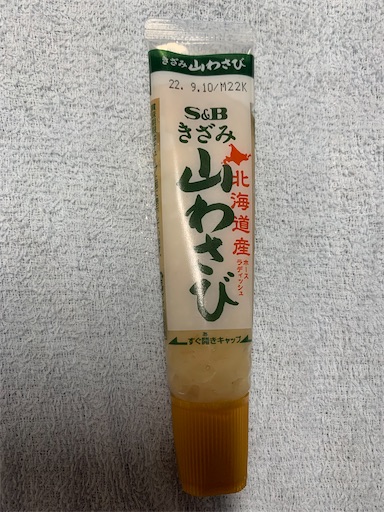 きざみ山わさび
22. 9.10/M22K
S&B
きざみ
山わさび
北海道産
ホース
ラディッシュ
あ
すぐ開きキャップ